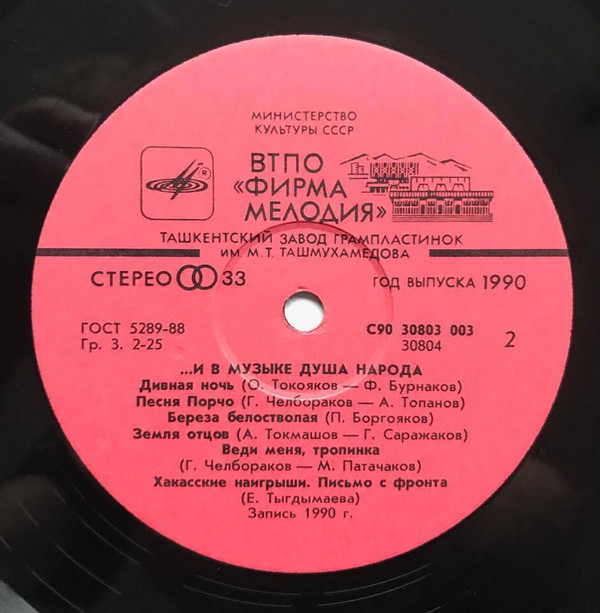 МИНИСТЕРСТВО
КУЛЬТУРЫ СССР
ВТПО
«ФИРМА
МЕЛОДИЯ»
ТАШКЕНТСКИЙ ЗАВОД ГРАМПЛАСТИНОК
ИМ М. Т. ТАШМУХАМЕДОВА
СТЕРЕО 33
ГОД ВЫПУСКА 1990
ГОСТ 5289-88
Гр. 3. 2-25
С90 30803 003
30804
2
...И В МУЗЫКЕ ДУША НАРОДА
Дивная ночь (О. Токояков — Ф. Бурнаков)
Песня Порчо (Г. Челбораков — А. Топанов)
Береза белостволая (П. Боргояков)
Земля отцов (А. Токмашов — Г. Саражаков)
Веди меня, тропинка
(Г. Челбораков — М. Патачаков)
Хакасские наигрыши. Письмо с фронта
(Е. Тыгдымаева)
Запись 1990 г.